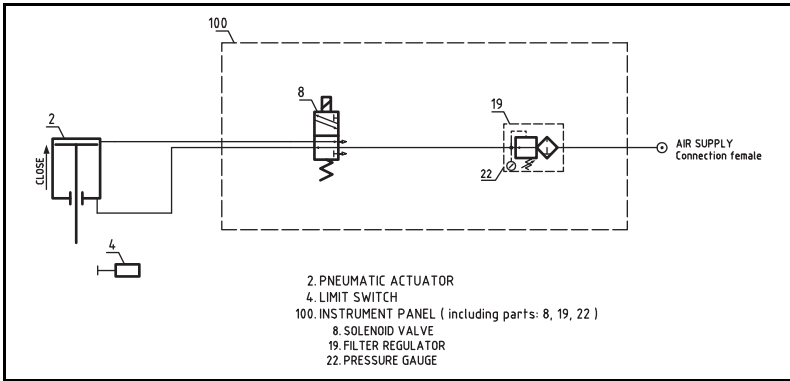 100
8
19
2
AIR SUPPLY
Connection female
CLOSE
22
4
2. PNEUMATIC ACTUATOR
4. LIMIT SWITCH
100. INSTRUMENT PANEL ( including parts: 8, 19, 22 )
8. SOLENOID VALVE
19. FILTER REGULATOR
22. PRESSURE GAUGE